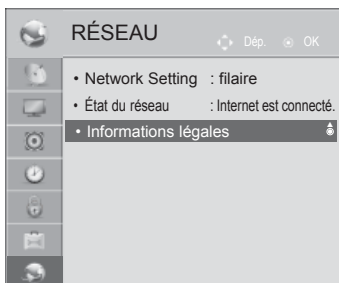 RÉSEAU
Dép. OK
• Network Setting : filaire
• État du réseau : Internet est connecté.
• Informations légales